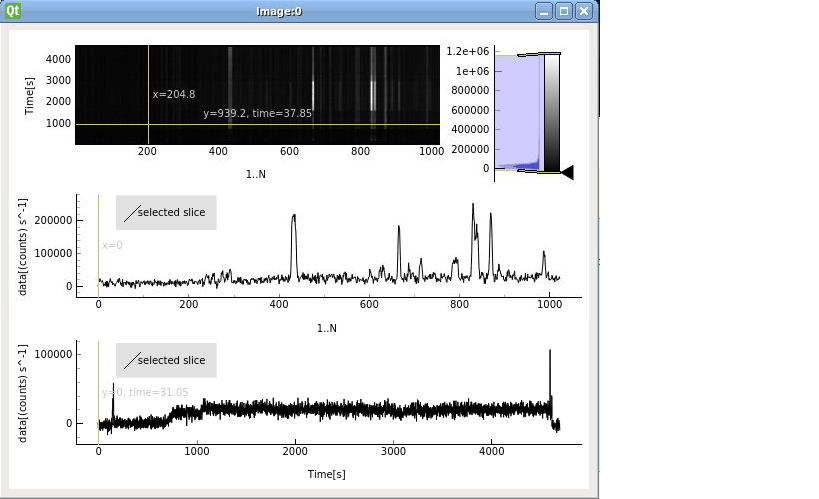 Qt
Image:0
4000
3000
2000
1000
Time[s]
x=204.8
y=939.2, time=37.85
200 400 600 800 1000
1..N
1.2e+06
1e+06
800000
600000
400000
200000
0
selected slice
200000
100000
0
data[(counts) s^-1]
x=0
0 200 400 600 800 1000
1..N
selected slice
100000
0
data[(counts) s^-1]
y=0, time=31.05
0 1000 2000 3000 4000
Time[s]